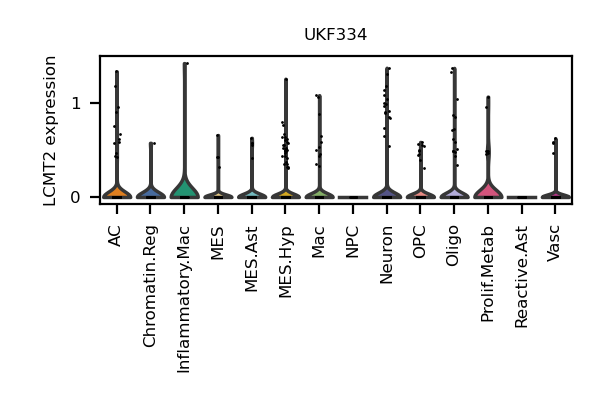 UKF334
LCMT2 expression
1
0
AC
Chromatin.Reg
Inflammatory.Mac
MES
MES.Ast
MES.Hyp
Mac
NPC
Neuron
OPC
Oligo
Prolif.Metab
Reactive.Ast
Vasc